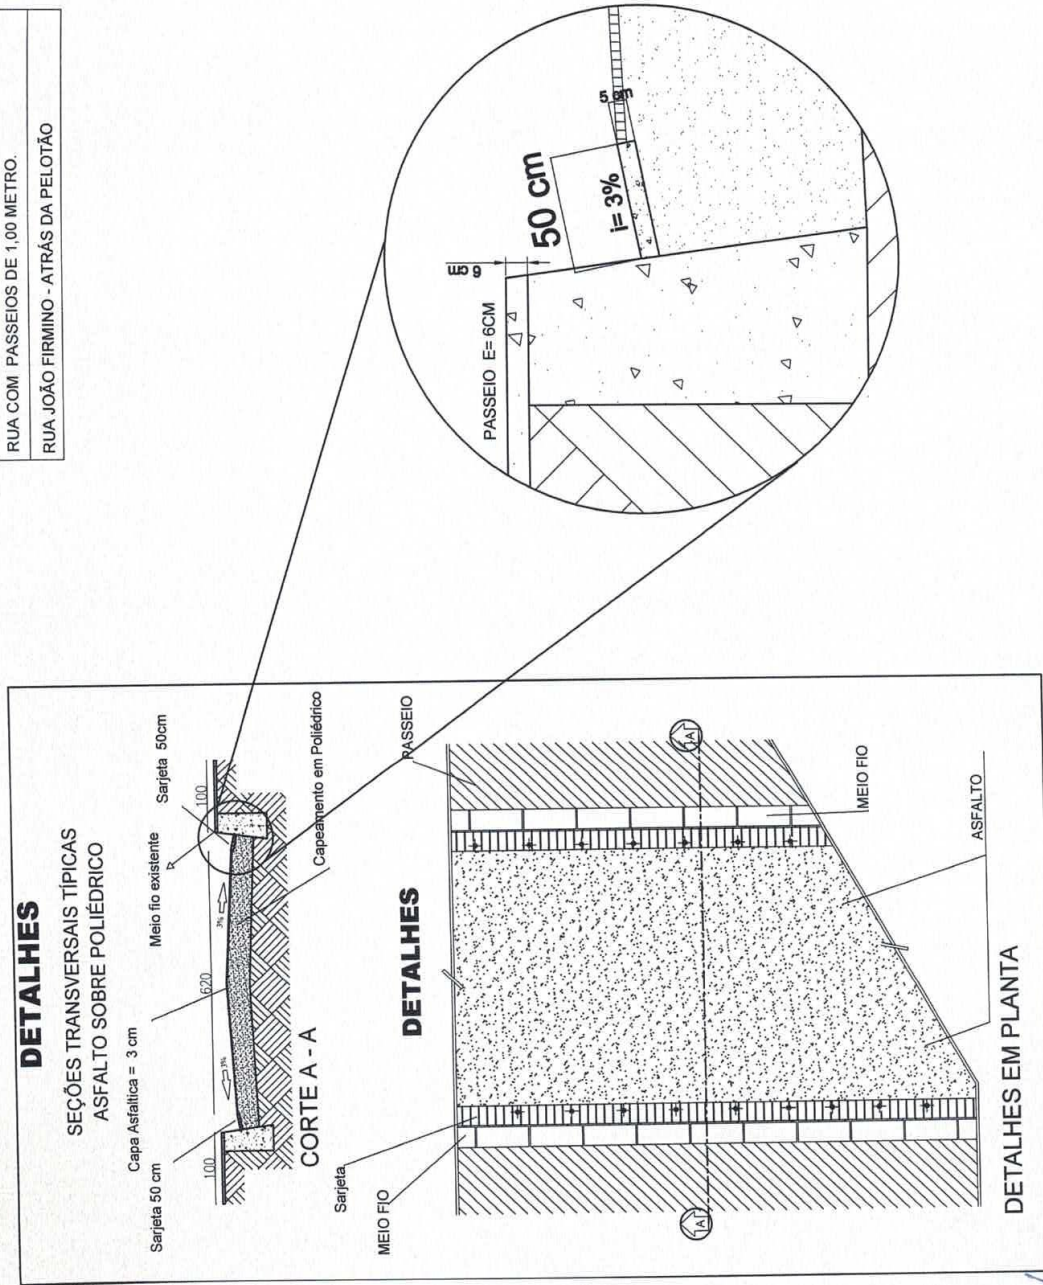 RUA COM PASSEIOS DE 1,00 METRO.
RUA JOÃO FIRMINO - ATRÁS DA PELOTÃO
DETALHES
SEÇÕES TRANSVERSAIS TÍPICAS
ASFALTO SOBRE POLIÉDRICO
Capa Asfaltica = 3 cm
Sarjeta 50 cm
Meio fio existente
Sarjeta 50cm
100
620
100
3%
3%
Capeamento em Poliédrico
CORTE A - A
DETALHES
Sarjeta
MEIO FIO
PASSEIO
A
A
MEIO FIO
ASFALTO
DETALHES EM PLANTA
PASSEIO E= 6CM
6 cm
50 cm
i= 3%
5 cm